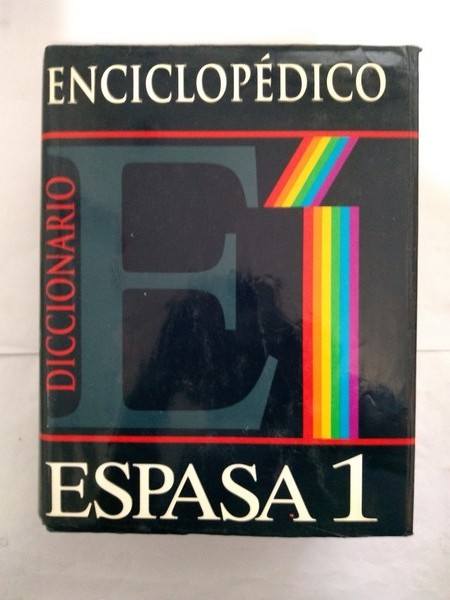 ENCICLOPÉDICO
DICCIONARIO
E1
ESPASA 1